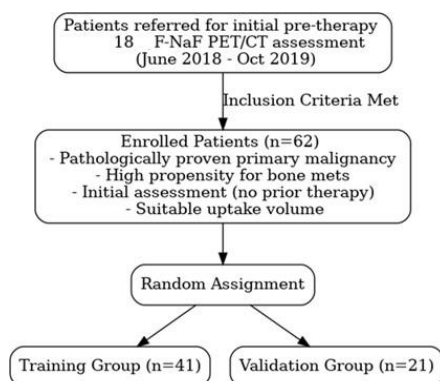 Patients referred for initial pre-therapy
18 F-NaF PET/CT assessment
(June 2018 - Oct 2019)
Inclusion Criteria Met
Enrolled Patients (n=62)
- Pathologically proven primary malignancy
- High propensity for bone mets
- Initial assessment (no prior therapy)
- Suitable uptake volume
Random Assignment
Training Group (n=41)
Validation Group (n=21)